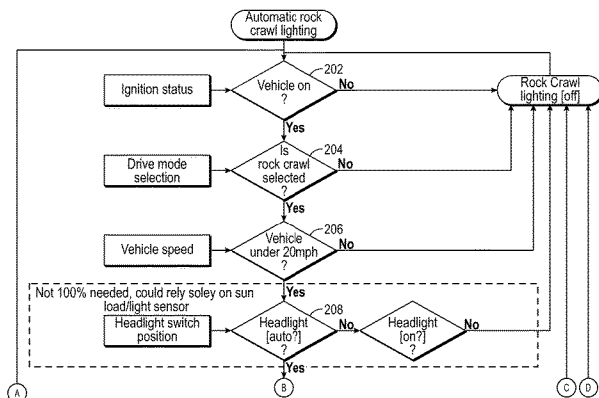 Automatic rock
crawl lighting
202
Ignition status
Vehicle on
?
No
Rock Crawl
lighting [off]
Yes
204
Drive mode
selection
Is
rock crawl
selected
?
No
Yes
206
Vehicle speed
Vehicle
under 20mph
?
No
Yes
Not 100% needed, could rely soley on sun
load/light sensor
208
Headlight switch
position
Headlight
[auto?]
?
No
Headlight
[on?]
?
No
Yes
A
B
C
D